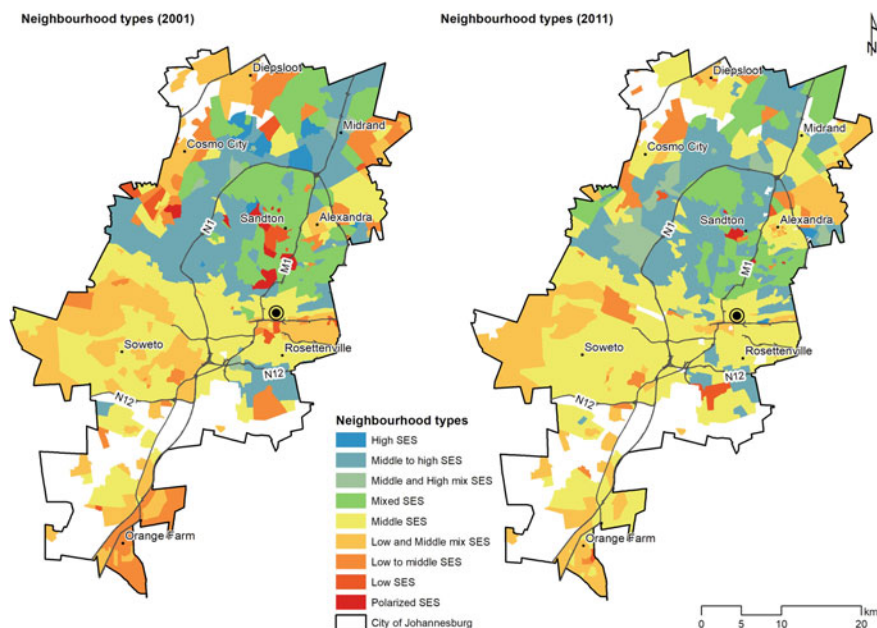 Neighbourhood types (2001)
Diepsloot
Midrand
Cosmo City
N1
Sandton
Alexandra
M1
Soweto
Rosettenville
N12
N12
Orange Farm
Neighbourhood types (2011)
N
Diepsloot
Midrand
Cosmo City
N1
Sandton
Alexandra
M1
Soweto
Rosettenville
N12
N12
Orange Farm
Neighbourhood types
High SES
Middle to high SES
Middle and High mix SES
Mixed SES
Middle SES
Low and Middle mix SES
Low to middle SES
Low SES
Polarized SES
City of Johannesburg
km
0 5 10 20